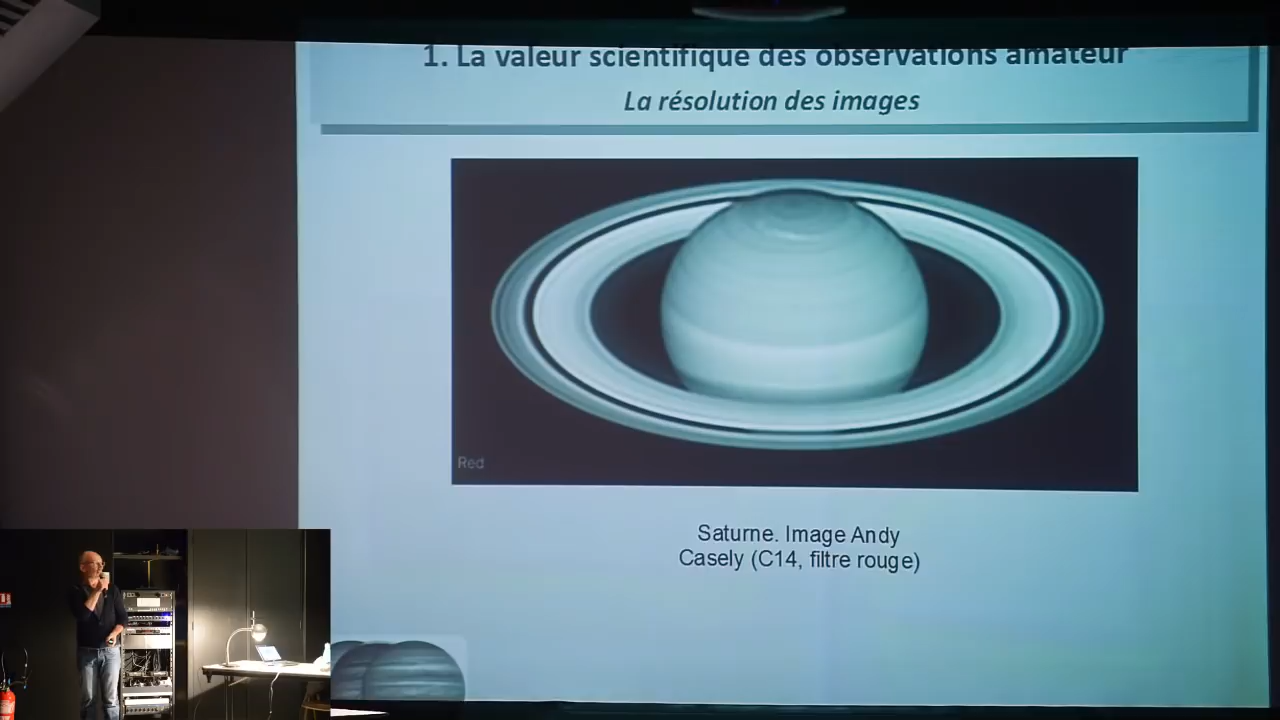 1. La valeur scientifique des observations amateur
La résolution des images
Red
Saturne. Image Andy
Casely (C14, filtre rouge)